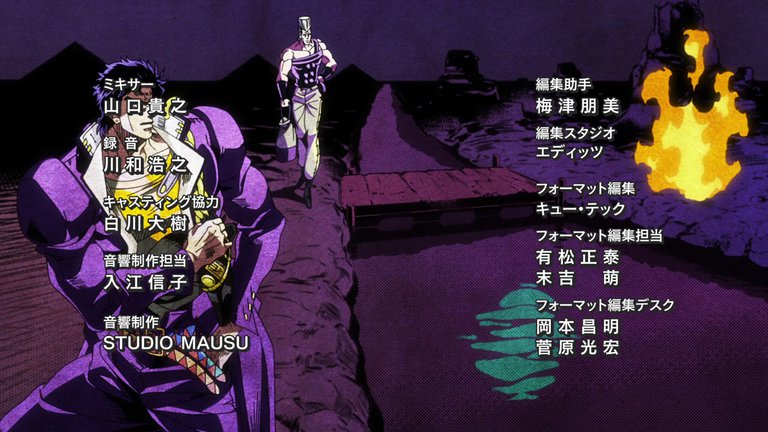 ミキサー
山口貴之
録音
川和浩之
キャスティング協力
白川大樹
音響制作担当
入江信子
音響制作
STUDIO MAUSU
編集助手
梅津朋美
編集スタジオ
エディッツ
フォーマット編集
キュー・テック
フォーマット編集担当
有松正泰
末吉 萌
フォーマット編集デスク
岡本昌明
菅原光宏